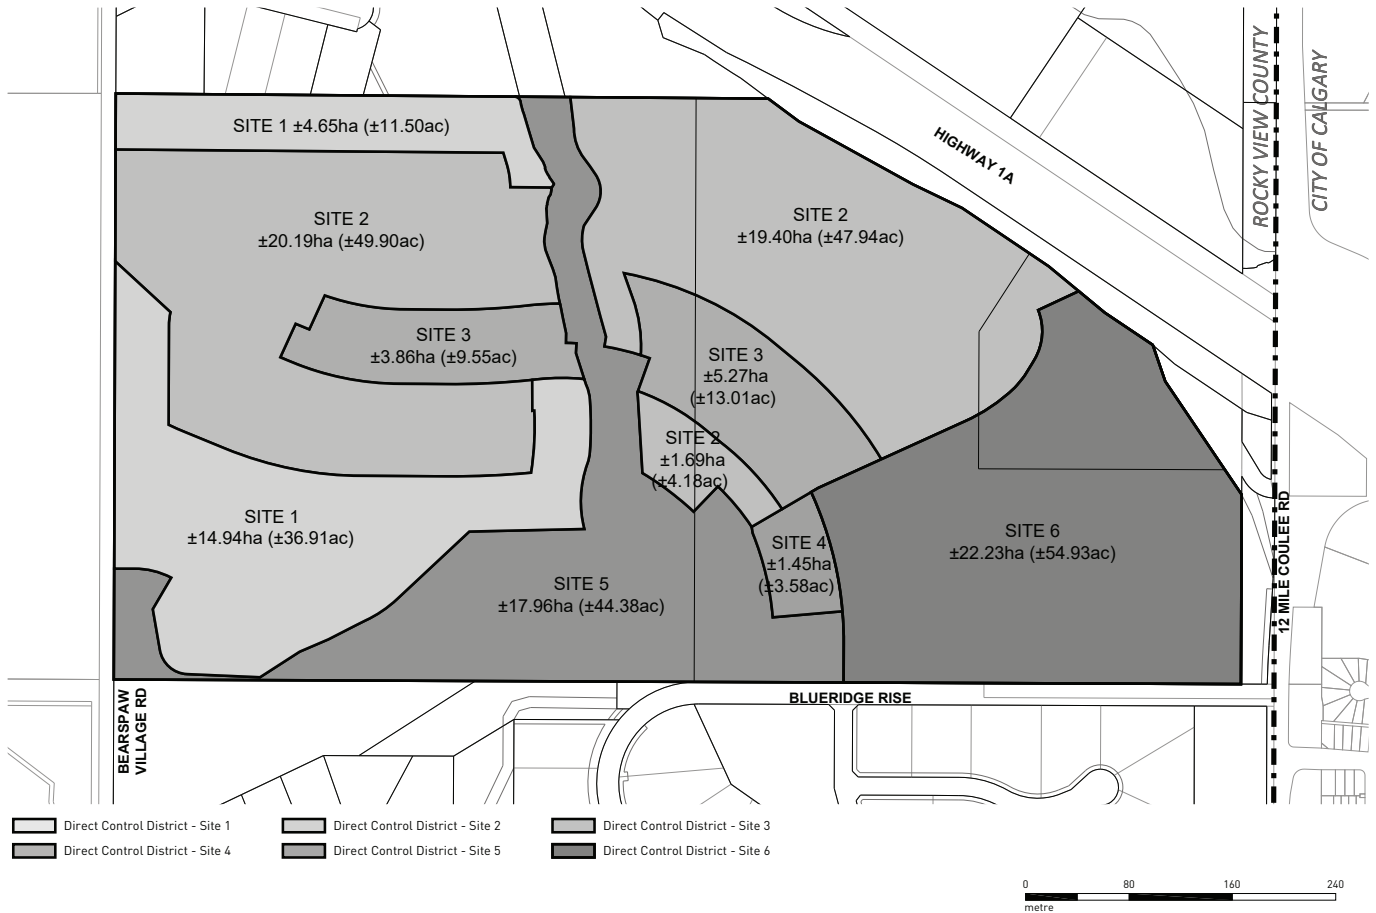 ROCKY VIEW COUNTY
CITY OF CALGARY
HIGHWAY 1A
SITE 1 ±4.65ha (±11.50ac)
SITE 2
±20.19ha (±49.90ac)
SITE 2
±19.40ha (±47.94ac)
SITE 3
±3.86ha (±9.55ac)
SITE 3
±5.27ha
(±13.01ac)
SITE 2
±1.69ha
(±4.18ac)
SITE 1
±14.94ha (±36.91ac)
SITE 4
±1.45ha
(±3.58ac)
SITE 6
±22.23ha (±54.93ac)
SITE 5
±17.96ha (±44.38ac)
12 MILE COULEE RD
BEARSPAW
VILLAGE RD
BLUERIDGE RISE
Direct Control District - Site 1
Direct Control District - Site 2
Direct Control District - Site 3
Direct Control District - Site 4
Direct Control District - Site 5
Direct Control District - Site 6
0 80 160 240
metre